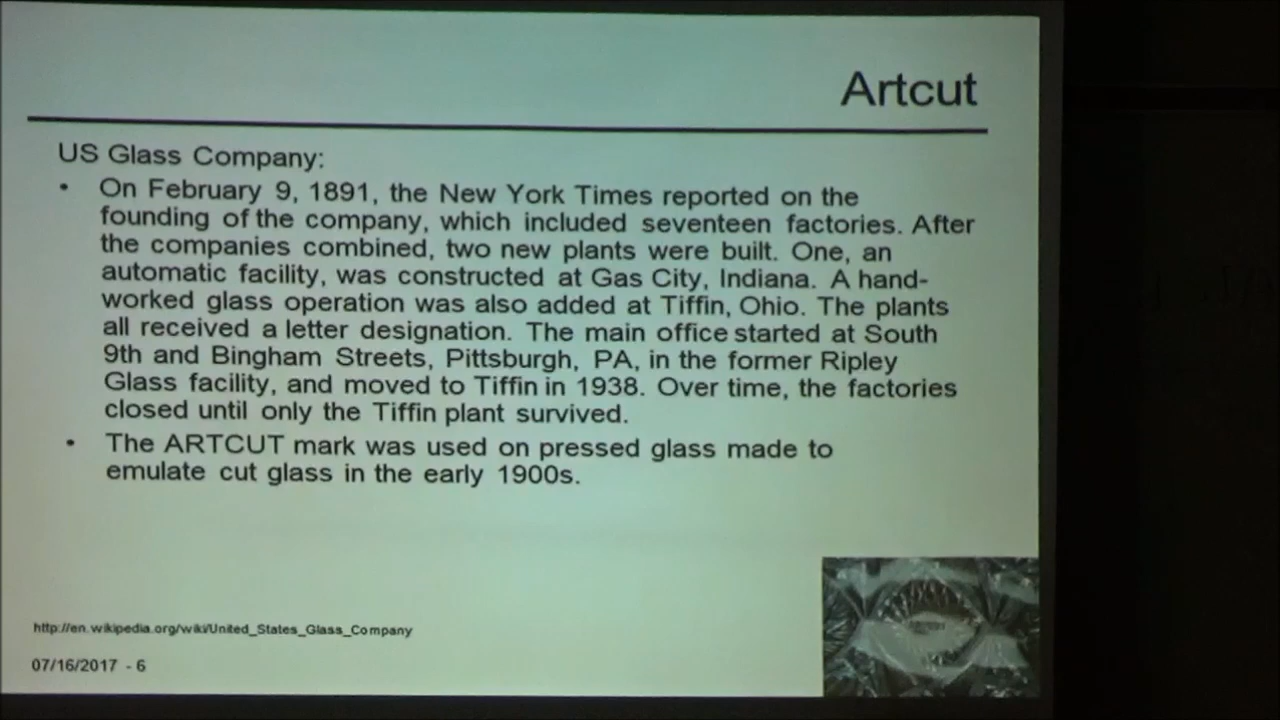 Artcut
US Glass Company:
• On February 9, 1891, the New York Times reported on the
founding of the company, which included seventeen factories. After
the companies combined, two new plants were built. One, an
automatic facility, was constructed at Gas City, Indiana. A hand-
worked glass operation was also added at Tiffin, Ohio. The plants
all received a letter designation. The main office started at South
9th and Bingham Streets, Pittsburgh, PA, in the former Ripley
Glass facility, and moved to Tiffin in 1938. Over time, the factories
closed until only the Tiffin plant survived.
• The ARTCUT mark was used on pressed glass made to
emulate cut glass in the early 1900s.
http://en.wikipedia.org/wiki/United_States_Glass_Company
07/16/2017 - 6